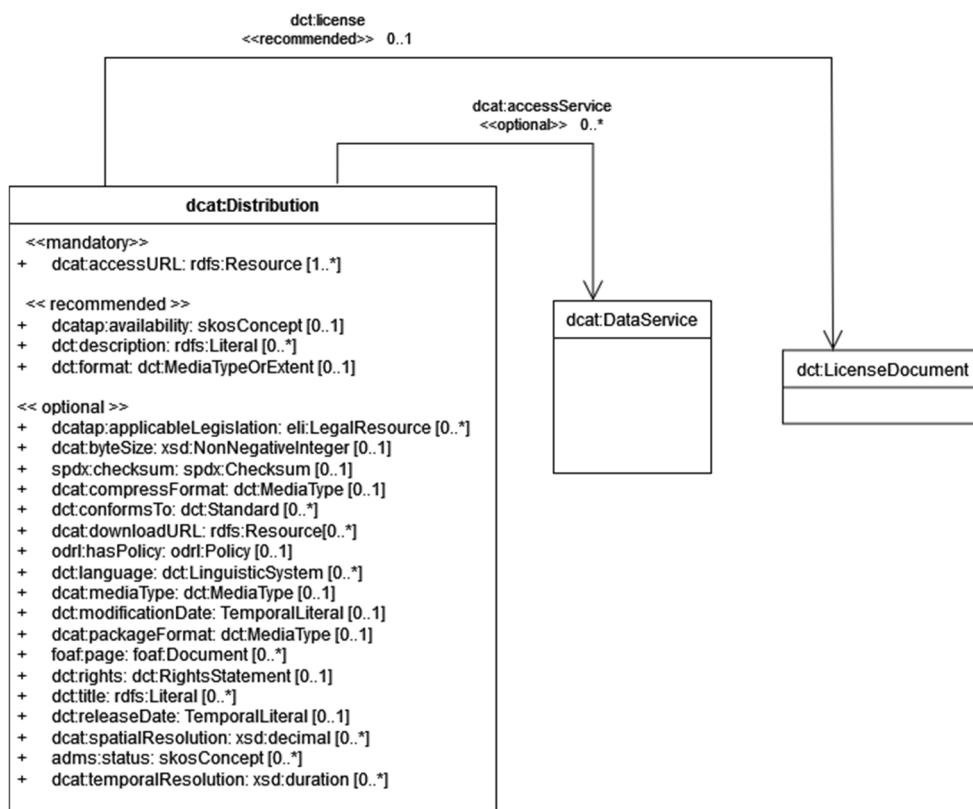 dct:license
<<recommended>> 0..1
dcat:accessService
<<optional>> 0..*
dcat:Distribution
<<mandatory>>
+ dcat:accessURL: rdfs:Resource [1..*]
<< recommended >>
+ dcatap:availability: skosConcept [0..1]
+ dct:description: rdfs:Literal [0..*]
+ dct:format: dct:MediaTypeOrExtent [0..1]
<< optional >>
+ dcatap:applicableLegislation: eli:LegalResource [0..*]
+ dcat:byteSize: xsd:NonNegativeInteger [0..1]
+ spdx:checksum: spdx:Checksum [0..1]
+ dcat:compressFormat: dct:MediaType [0..1]
+ dct:conformsTo: dct:Standard [0..*]
+ dcat:downloadURL: rdfs:Resource[0..*]
+ odrl:hasPolicy: odrl:Policy [0..1]
+ dct:language: dct:LinguisticSystem [0..*]
+ dcat:mediaType: dct:MediaType [0..1]
+ dct:modificationDate: TemporalLiteral [0..1]
+ dcat:packageFormat: dct:MediaType [0..1]
+ foaf:page: foaf:Document [0..*]
+ dct:rights: dct:RightsStatement [0..1]
+ dct:title: rdfs:Literal [0..*]
+ dct:releaseDate: TemporalLiteral [0..1]
+ dcat:spatialResolution: xsd:decimal [0..*]
+ adms:status: skosConcept [0..*]
+ dcat:temporalResolution: xsd:duration [0..*]
dcat:DataService
dct:LicenseDocument